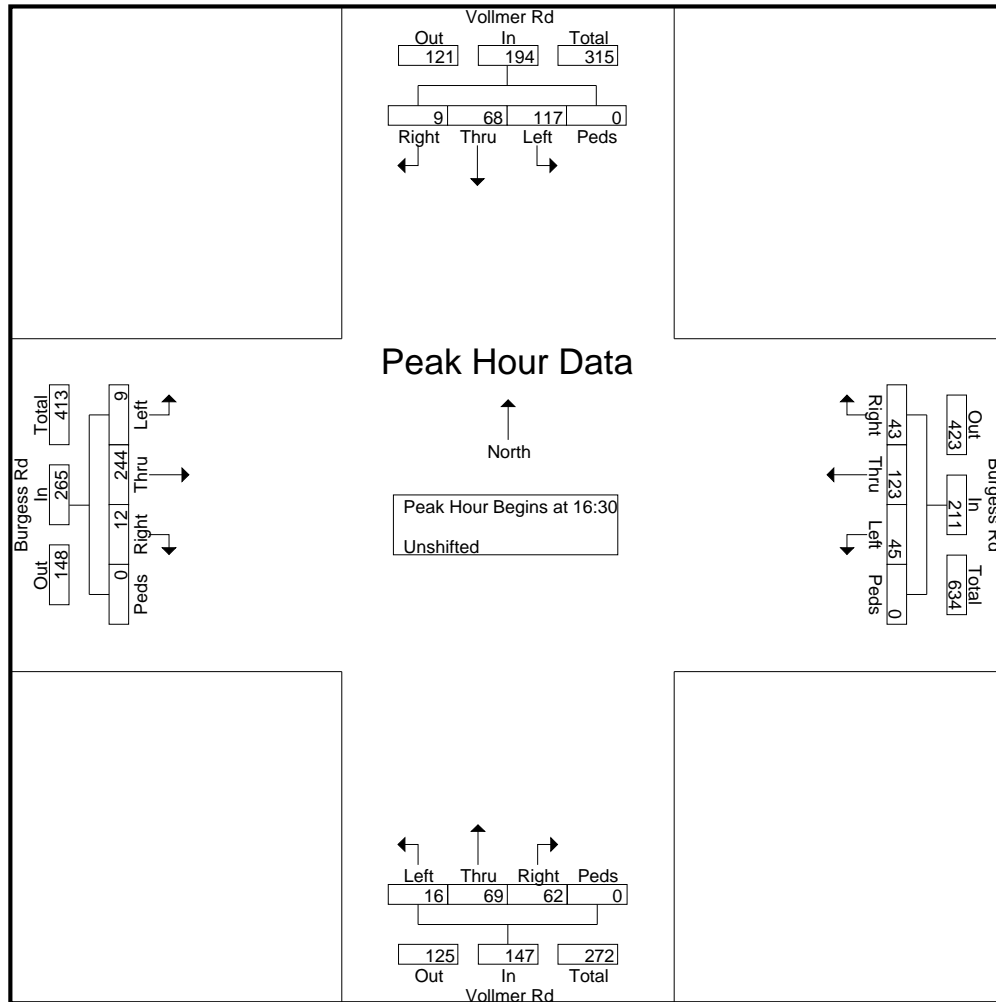 Vollmer Rd
Out In Total
121 194 315
9 68 117 0
Right Thru Left Peds
Peak Hour Data
North
Peak Hour Begins at 16:30
Unshifted
Burgess Rd
Total In Out
413 265 148
9 244 12 0
Left Thru Right Peds
Right Thru Left Peds
43 123 45 0
Out In Total
423 211 634
Burgess Rd
Left Thru Right Peds
16 69 62 0
125 147 272
Out In Total
Vollmer Rd